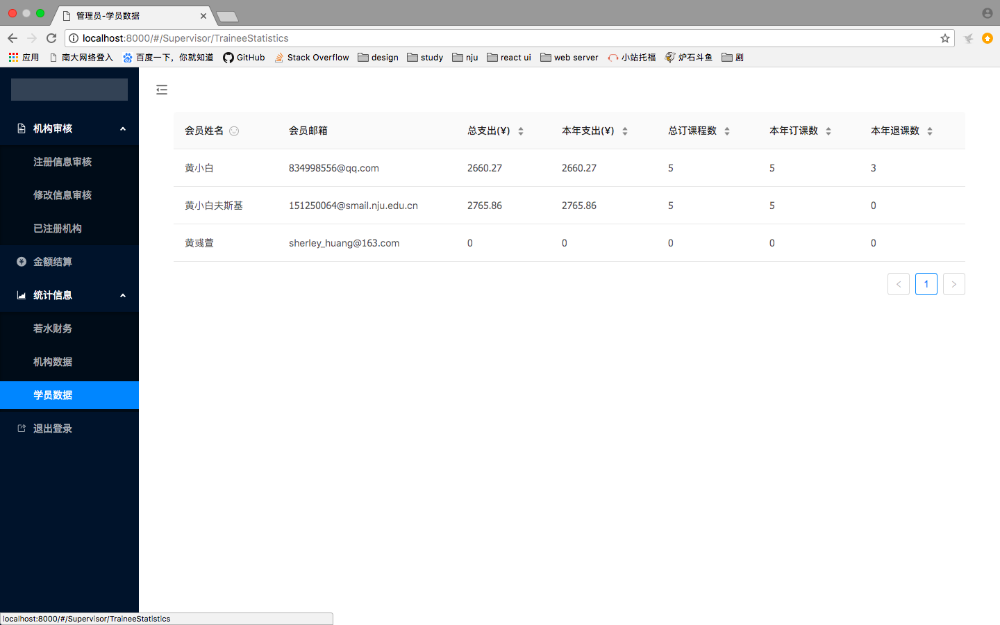 管理员-学员数据
localhost:8000/#/Supervisor/TraineeStatistics
应用 南大网络登入 百度一下，你就知道 GitHub Stack Overflow design study nju react ui web server 小站托福 炉石斗鱼 剧
机构审核
注册信息审核
修改信息审核
已注册机构
金额结算
统计信息
若水财务
机构数据
学员数据
退出登录
会员姓名 会员邮箱 总支出(¥) 本年支出(¥) 总订课程数 本年订课数 本年退课数
黄小白 834998556@qq.com 2660.27 2660.27 5 5 3
黄小白夫斯基 151250064@smail.nju.edu.cn 2765.86 2765.86 5 5 0
黄彧萱 sherley_huang@163.com 0 0 0 0 0
< 1 >
localhost:8000/#/Supervisor/TraineeStatistics